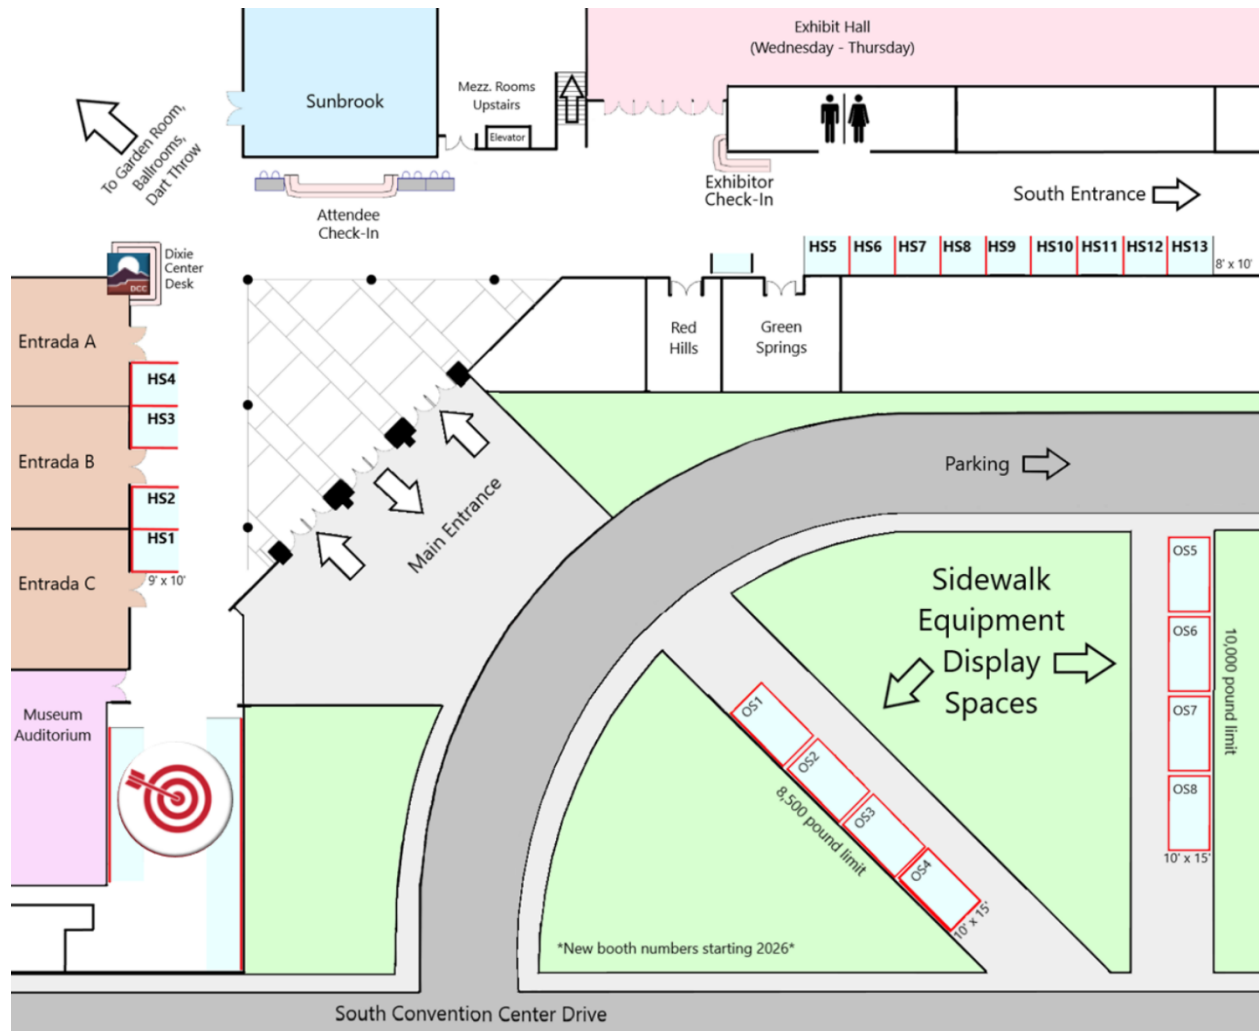 Exhibit Hall
(Wednesday - Thursday)
Sunbrook
Mezz. Rooms
Upstairs
Elevator
To Garden Room,
Ballrooms,
Dart Throw
Attendee
Check-In
Exhibitor
Check-In
South Entrance
Dixie
Center
Desk
DCC
HS5 HS6 HS7 HS8 HS9 HS10 HS11 HS12 HS13
8' x 10'
Entrada A
HS4
HS3
Entrada B
HS2
HS1
9' x 10'
Entrada C
Red
Hills
Green
Springs
Parking
Main Entrance
Sidewalk
Equipment
Display
Spaces
OS5
OS6
OS7
OS8
10,000 pound limit
10' x 15'
OS1
OS2
OS3
OS4
8,500 pound limit
10' x 15'
Museum
Auditorium
*New booth numbers starting 2026*
South Convention Center Drive